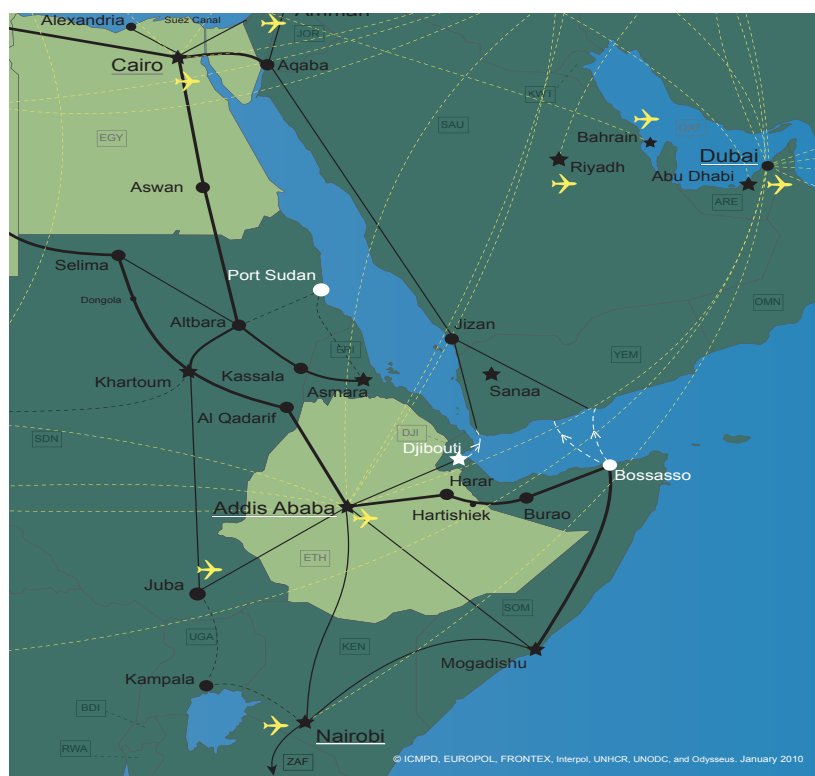 Alexandria
Suez Canal
Amman
JOR
Cairo
Aqaba
KWT
EGY
SAU
Bahrain
QAT
Riyadh
Dubai
Abu Dhabi
ARE
Aswan
Selima
Port Sudan
OMN
Dongola
Altbara
Jizan
ERI
YEM
Khartoum
Kassala
Asmara
Sanaa
Al Qadarif
SDN
DJI
Djibouti
Bossasso
Harar
Addis Ababa
Hartishiek
Burao
ETH
Juba
SOM
UGA
KEN
Mogadishu
Kampala
BDI
Nairobi
RWA
ZAF
© ICMPD, EUROPOL, FRONTEX, Interpol, UNHCR, UNODC, and Odysseus. January 2010